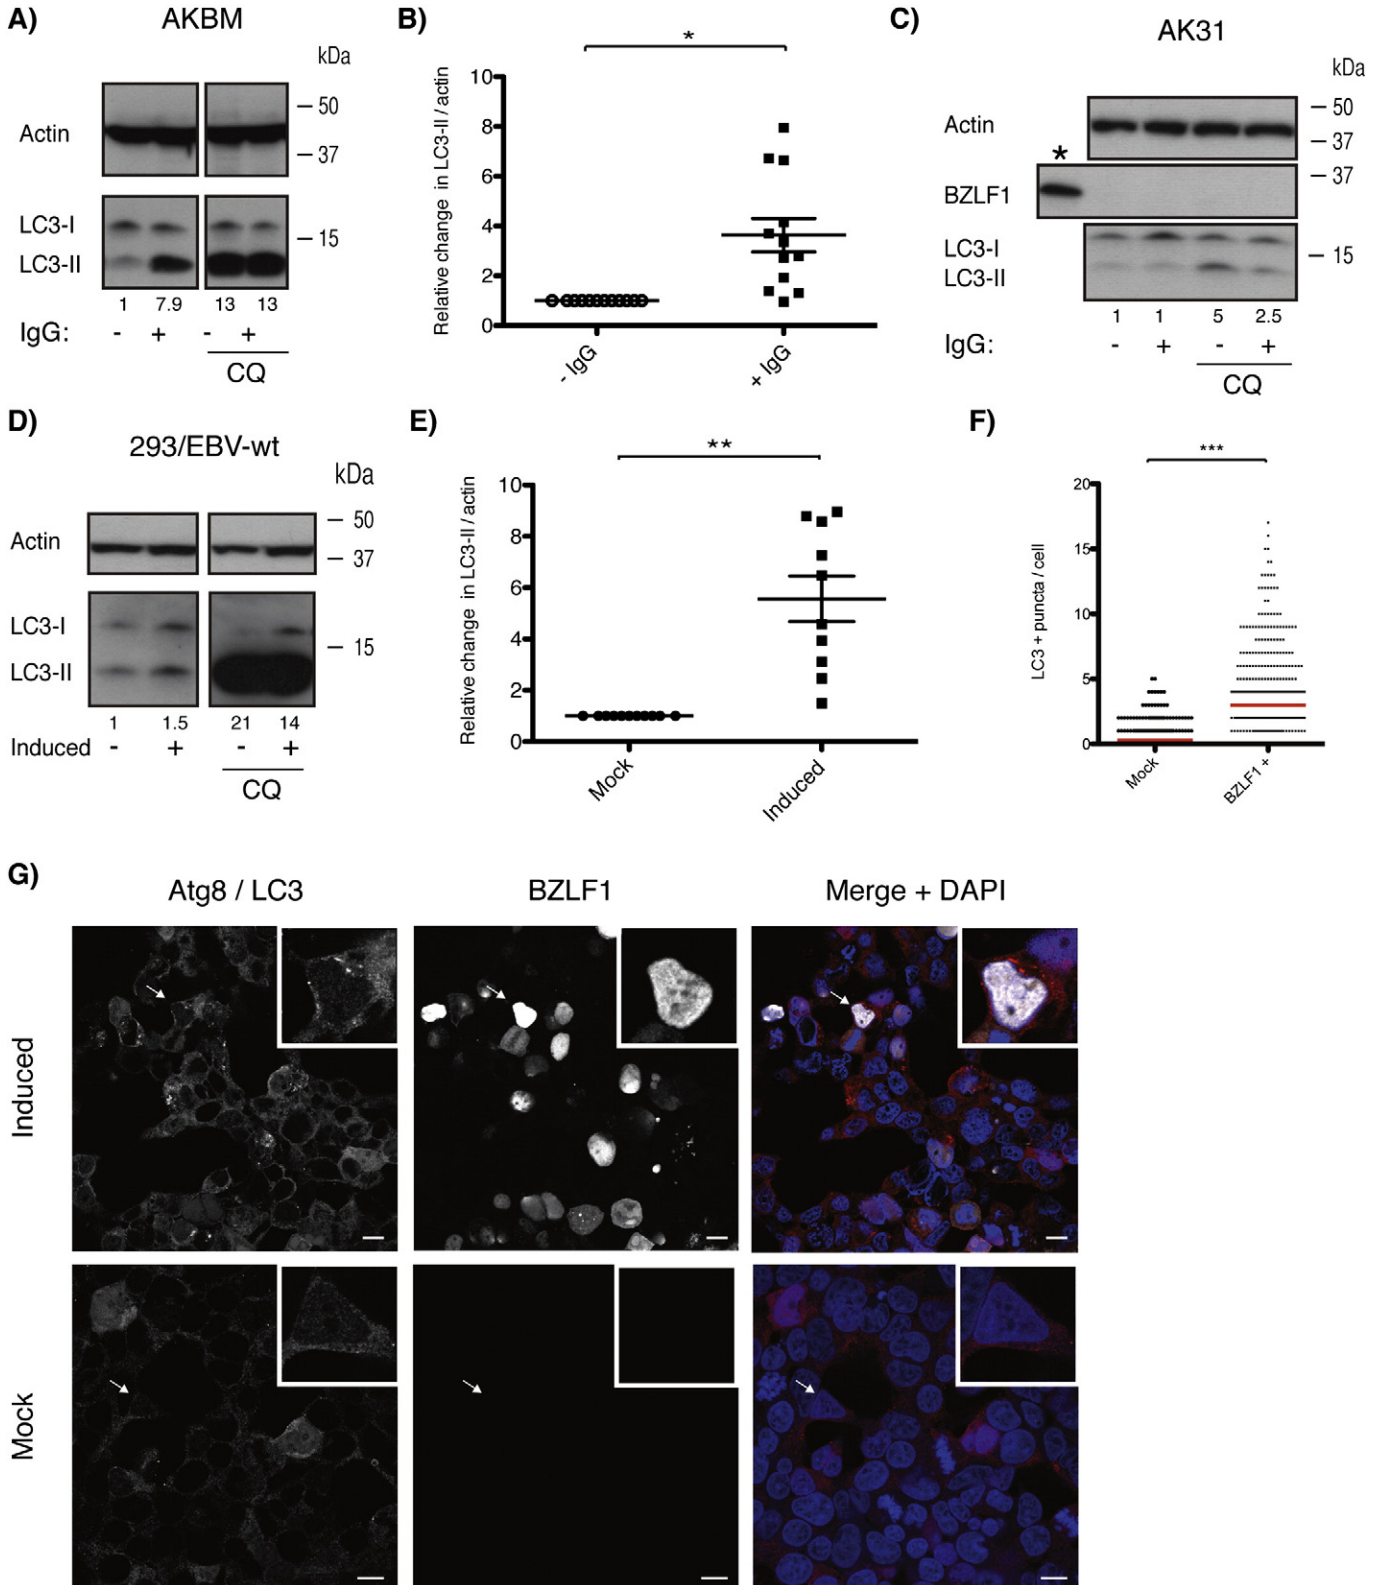 A)
AKBM
kDa
Actin
50
37
LC3-I
LC3-II
15
1 7.9 13 13
IgG: - + - +
CQ
B)
*
Relative change in LC3-II / actin
10
8
6
4
2
0
- IgG
+ IgG
C)
AK31
kDa
Actin
50
37
*
BZLF1
37
LC3-I
LC3-II
15
1 1 5 2.5
IgG: - + - +
CQ
D)
293/EBV-wt
kDa
Actin
50
37
LC3-I
LC3-II
15
1 1.5 21 14
Induced - + - +
CQ
E)
**
Relative change in LC3-II / actin
10
8
6
4
2
0
Mock
Induced
F)
***
LC3 + puncta / cell
20
15
10
5
0
Mock
BZLF1 +
G)
Atg8 / LC3
BZLF1
Merge + DAPI
Induced
Mock